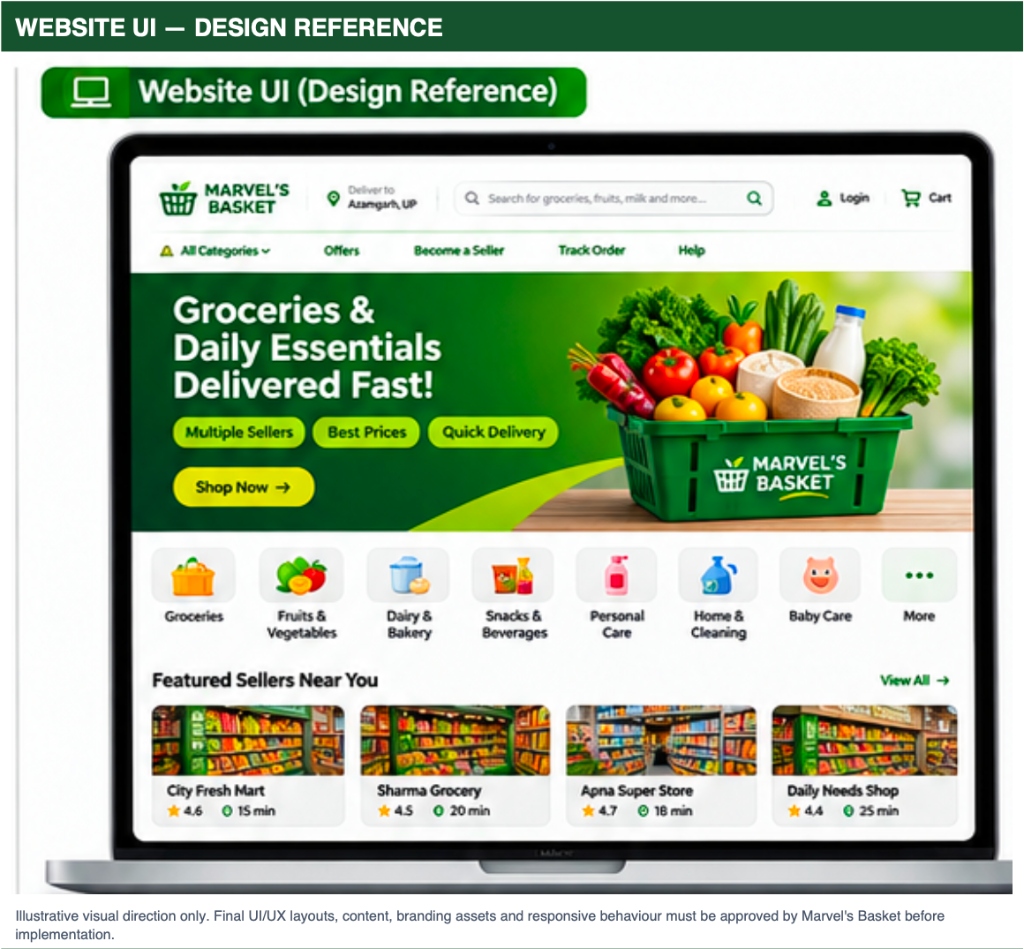 WEBSITE UI — DESIGN REFERENCE
Website UI (Design Reference)
MARVEL'S
BASKET
Deliver to
Azamgarh, UP
Search for groceries, fruits, milk and more...
Login
Cart
All Categories
Offers
Become a Seller
Track Order
Help
Groceries &
Daily Essentials
Delivered Fast!
Multiple Sellers
Best Prices
Quick Delivery
Shop Now →
MARVEL'S
BASKET
Groceries
Fruits &
Vegetables
Dairy &
Bakery
Snacks &
Beverages
Personal
Care
Home &
Cleaning
Baby Care
More
Featured Sellers Near You
View All →
City Fresh Mart
4.6 15 min
Sharma Grocery
4.5 20 min
Apna Super Store
4.7 18 min
Daily Needs Shop
4.4 25 min
Illustrative visual direction only. Final UI/UX layouts, content, branding assets and responsive behaviour must be approved by Marvel's Basket before
implementation.